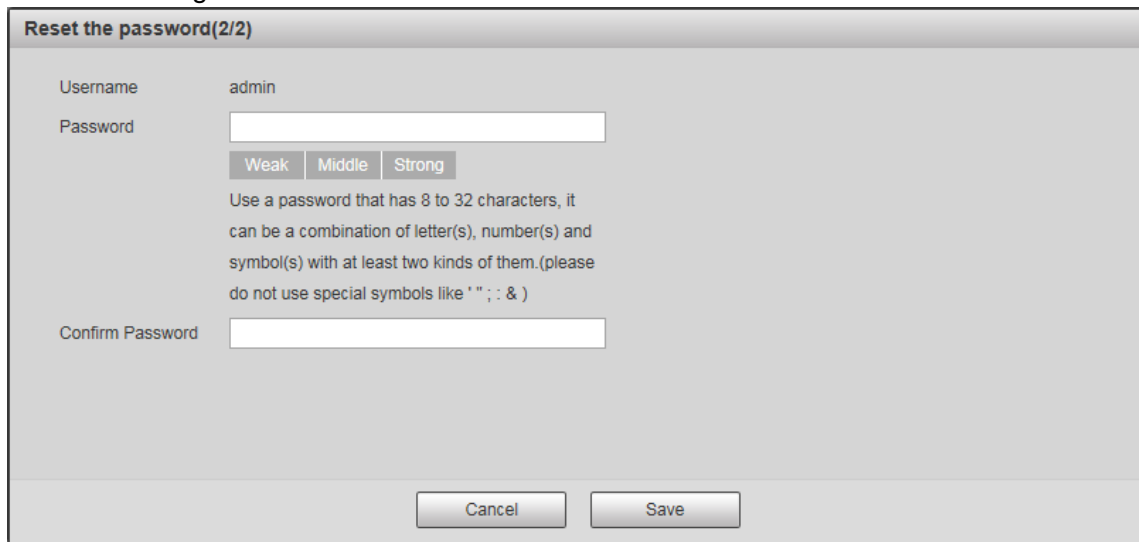 Reset the password(2/2)
Username admin
Password
Weak Middle Strong
Use a password that has 8 to 32 characters, it
can be a combination of letter(s), number(s) and
symbol(s) with at least two kinds of them.(please
do not use special symbols like ' " ; : & )
Confirm Password
Cancel Save